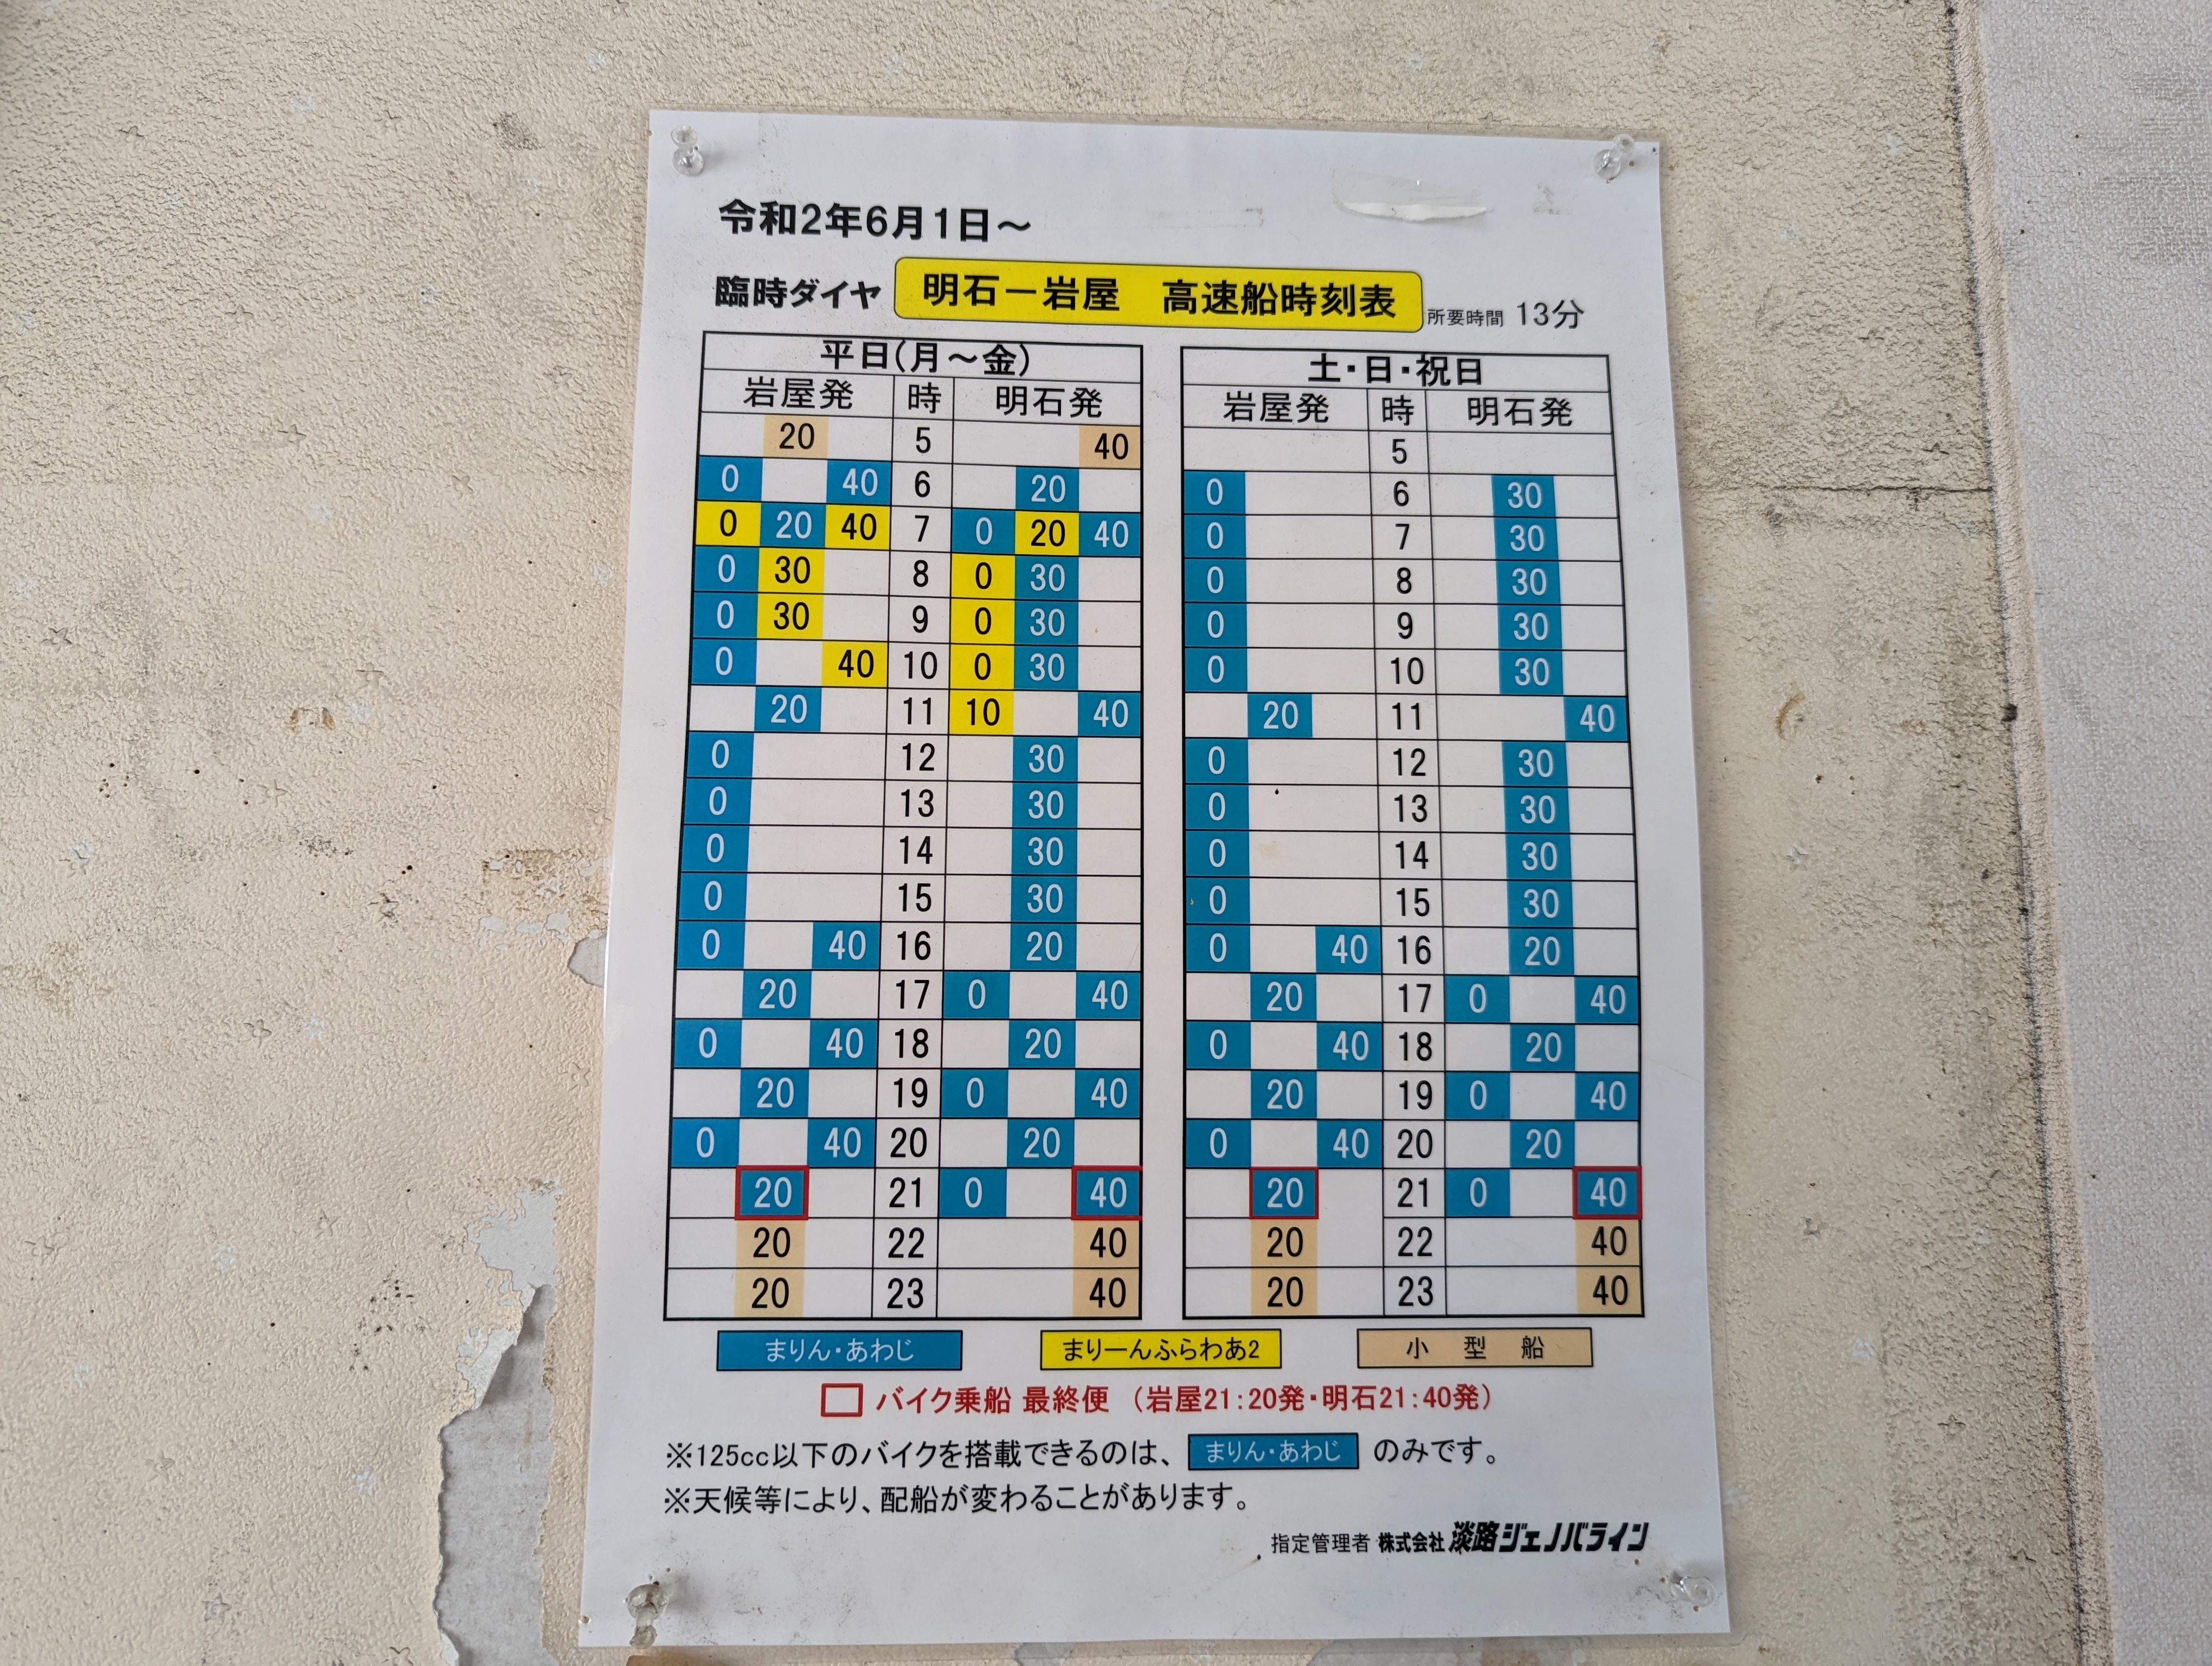 令和2年6月1日～
臨時ダイヤ 明石－岩屋 高速船時刻表 所要時間 13分
平日(月～金) 土・日・祝日
岩屋発 時 明石発 岩屋発 時 明石発
20 5 40 5
0 40 6 20 0 6 30
0 20 40 7 0 20 40 0 7 30
0 30 8 0 30 0 8 30
0 30 9 0 30 0 9 30
0 40 10 0 30 0 10 30
20 11 10 40 20 11 40
0 12 30 0 12 30
0 13 30 0 13 30
0 14 30 0 14 30
0 15 30 0 15 30
0 40 16 20 0 40 16 20
20 17 0 40 20 17 0 40
0 40 18 20 0 40 18 20
20 19 0 40 20 19 0 40
0 40 20 20 0 40 20 20
20 21 0 40 20 21 0 40
20 22 40 20 22 40
20 23 40 20 23 40
まりん・あわじ まりーんふらわあ2 小型船
バイク乗船 最終便 （岩屋21:20発・明石21:40発）
※125cc以下のバイクを搭載できるのは、 まりん・あわじ のみです。
※天候等により、配船が変わることがあります。
指定管理者 株式会社 淡路ジェノバライン